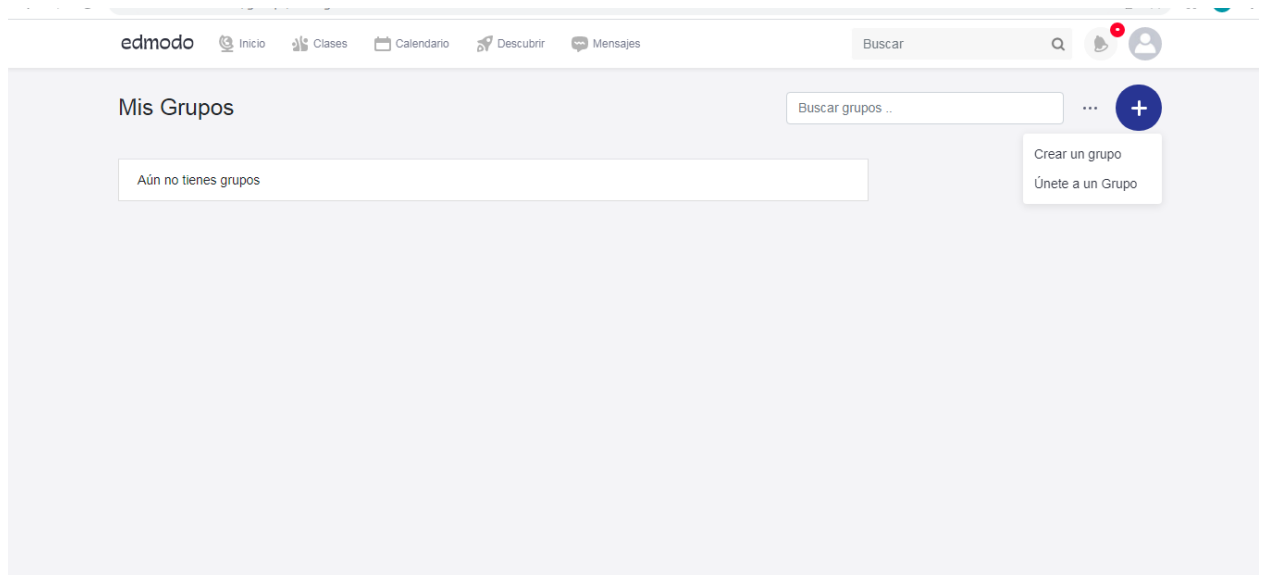 edmodo Inicio Clases Calendario Descubrir Mensajes Buscar
Mis Grupos Buscar grupos ..
Crear un grupo
Aún no tienes grupos
Únete a un Grupo